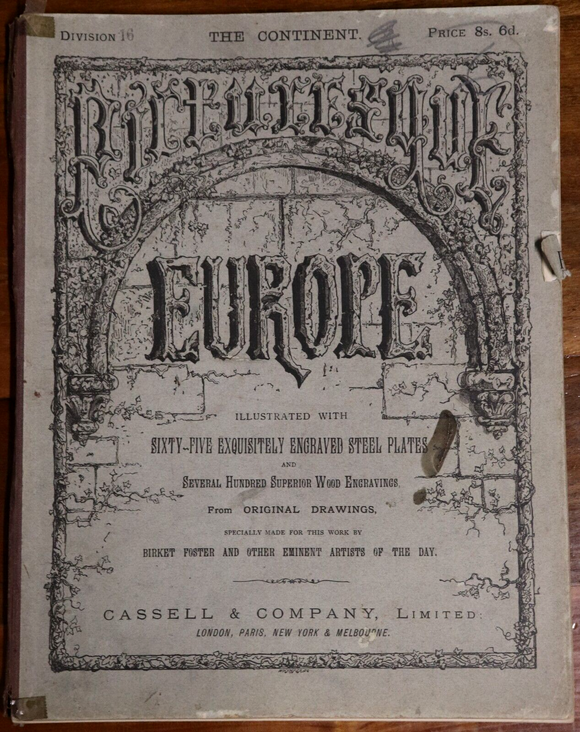 DIVISION 16 THE CONTINENT. PRICE 8s. 6d.
PICTURESQUE
EUROPE
ILLUSTRATED WITH
SIXTY-FIVE EXQUISITELY ENGRAVED STEEL PLATES
AND
SEVERAL HUNDRED SUPERIOR WOOD ENGRAVINGS,
From ORIGINAL DRAWINGS,
SPECIALLY MADE FOR THIS WORK BY
BIRKET FOSTER AND OTHER EMINENT ARTISTS OF THE DAY.
CASSELL & COMPANY, LIMITED:
LONDON, PARIS, NEW YORK & MELBOURNE.